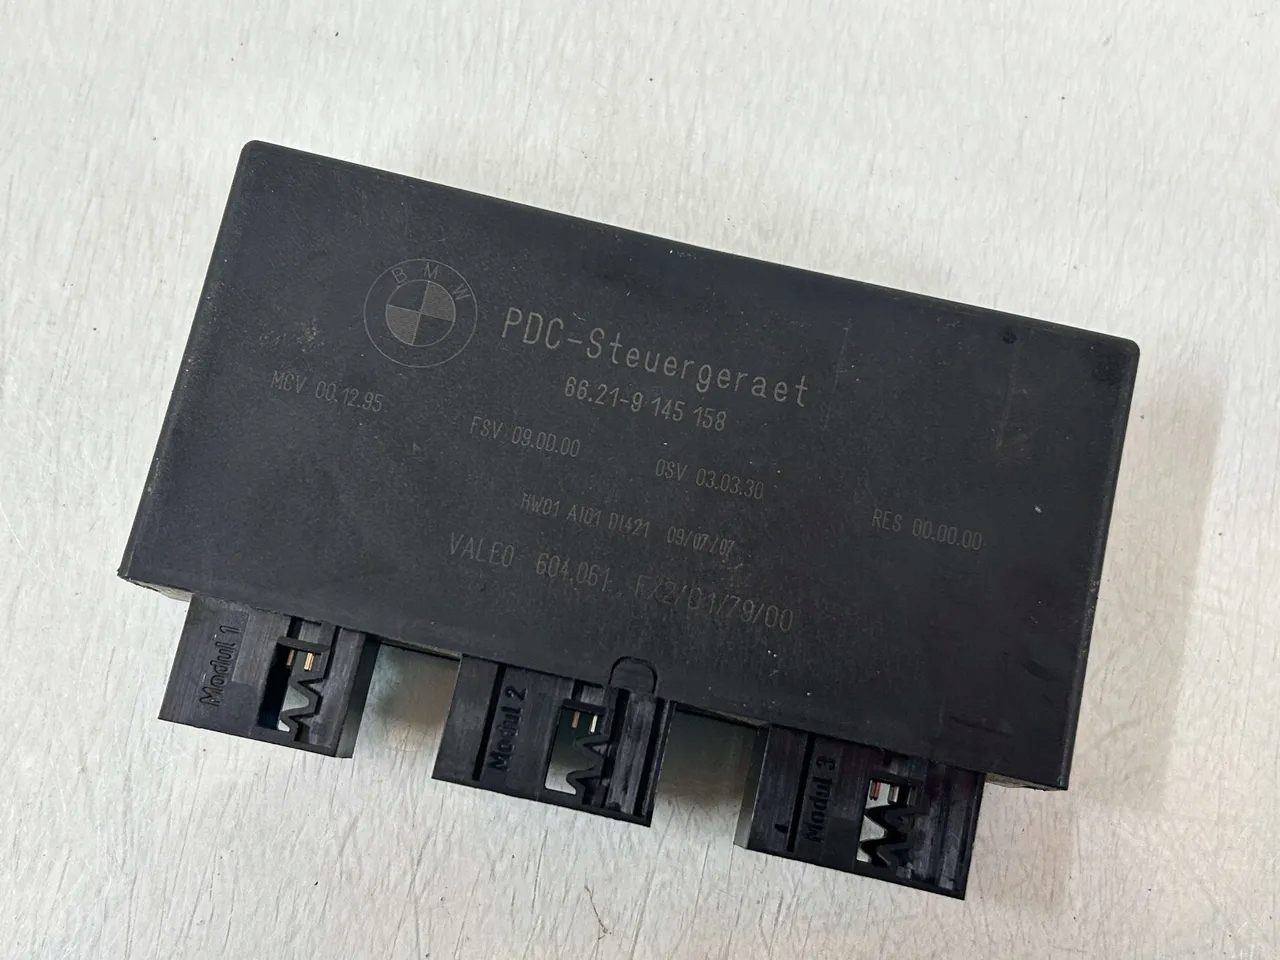 BMW
PDC-Steuergeraet
66.21-9 145 158
MCV 00.12.95
FSV 09.00.00
OSV 03.03.30
RES 00.00.00
HW01 AI01 DI421 09/07/07
VALEO 604.061 F/2/01/79/00
Modul 1
Modul 2
Modul 3